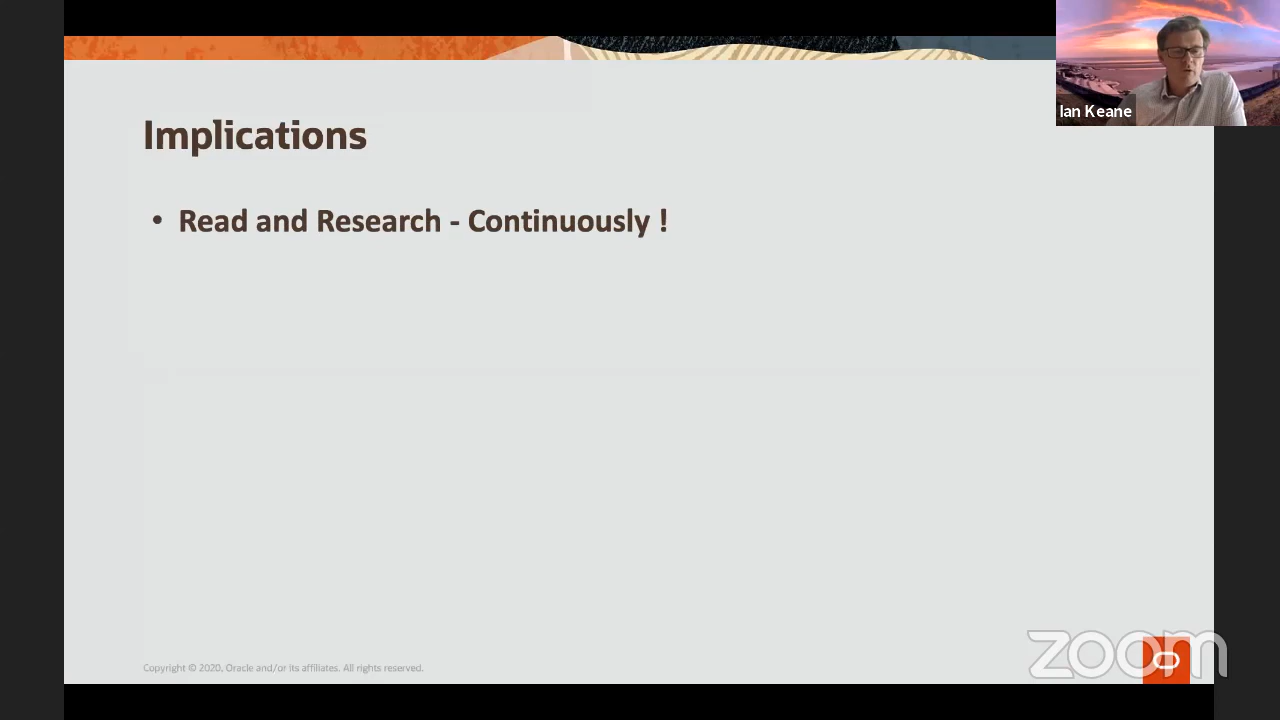 Ian Keane
Implications
• Read and Research - Continuously !
Copyright © 2020, Oracle and/or its affiliates. All rights reserved.
zoom